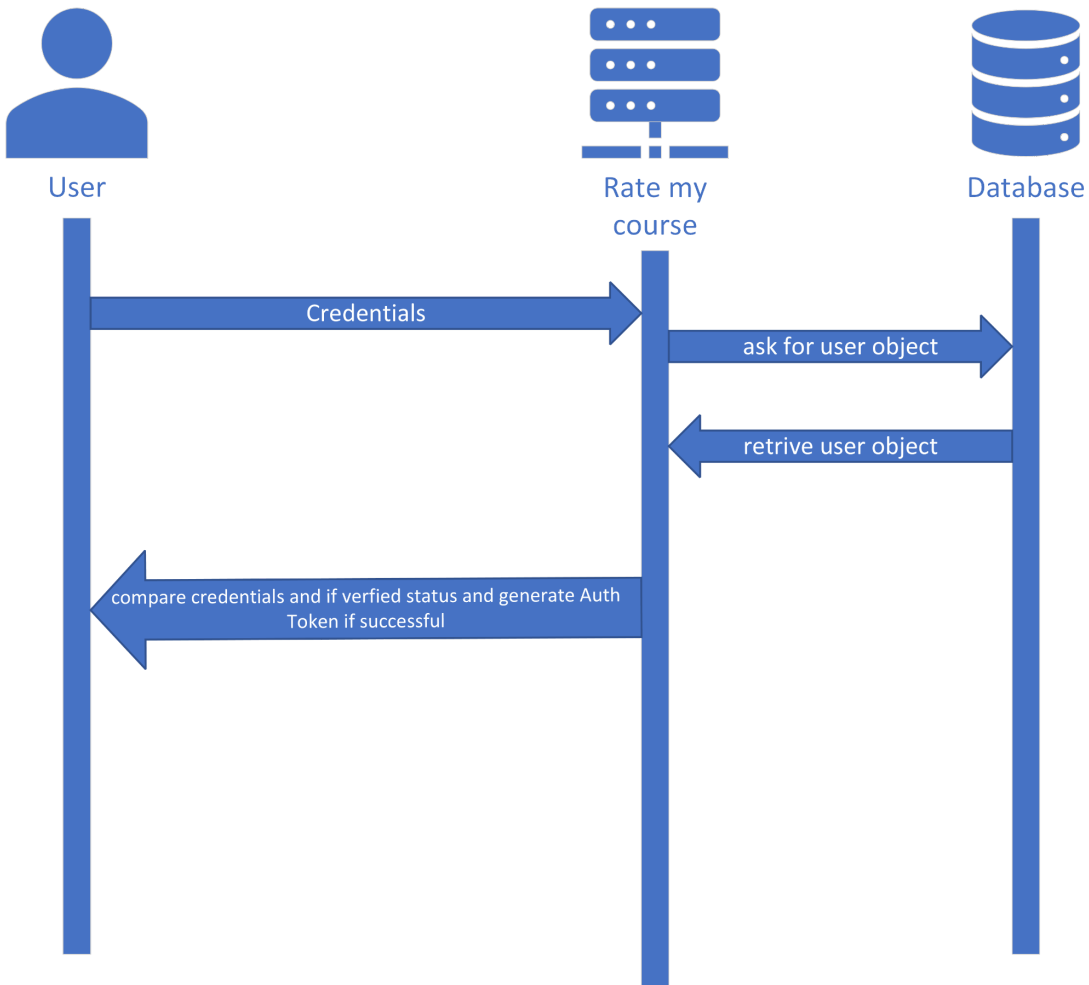 User
Rate my
course
Database
Credentials
ask for user object
retrive user object
compare credentials and if verfied status and generate Auth
Token if successful